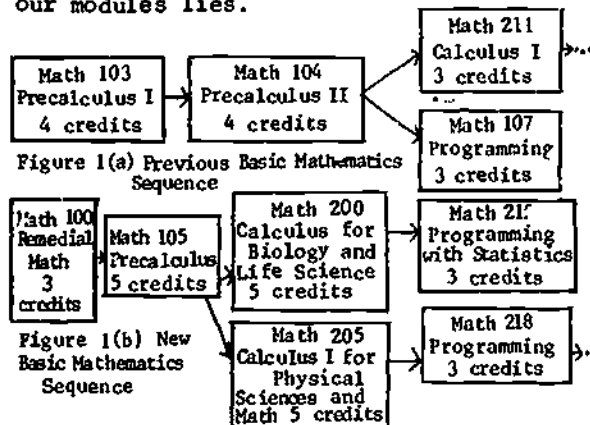 our modules lies.
Math 103
Precalculus I
4 credits
Math 104
Precalculus II
4 credits
Math 211
Calculus I
3 credits
Math 107
Programming
3 credits
Figure 1(a) Previous Basic Mathematics
Sequence
Math 100
Remedial
Math
3
credits
Math 105
Precalculus
5 credits
Math 200
Calculus for
Biology and
Life Science
5 credits
Math
Programming
with Statistics
3 credits
Figure 1(b) New
Basic Mathematics
Sequence
Math 205
Calculus I for
Physical
Sciences and
Math 5 credits
Math 218
Programming
3 credits